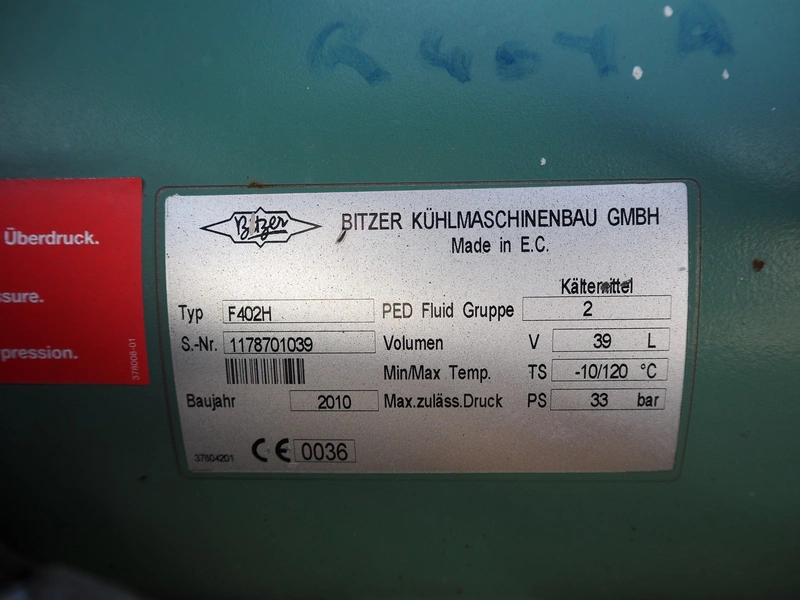 R404A
Überdruck.
ssure.
pression.
378008-01
Bitzer
BITZER KÜHLMASCHINENBAU GMBH
Made in E.C.
Kältemittel
Typ F402H PED Fluid Gruppe 2
S.-Nr. 1178701039 Volumen V 39 L
Min/Max Temp. TS -10/120 °C
Baujahr 2010 Max.zuläss.Druck PS 33 bar
37804201 CE 0036